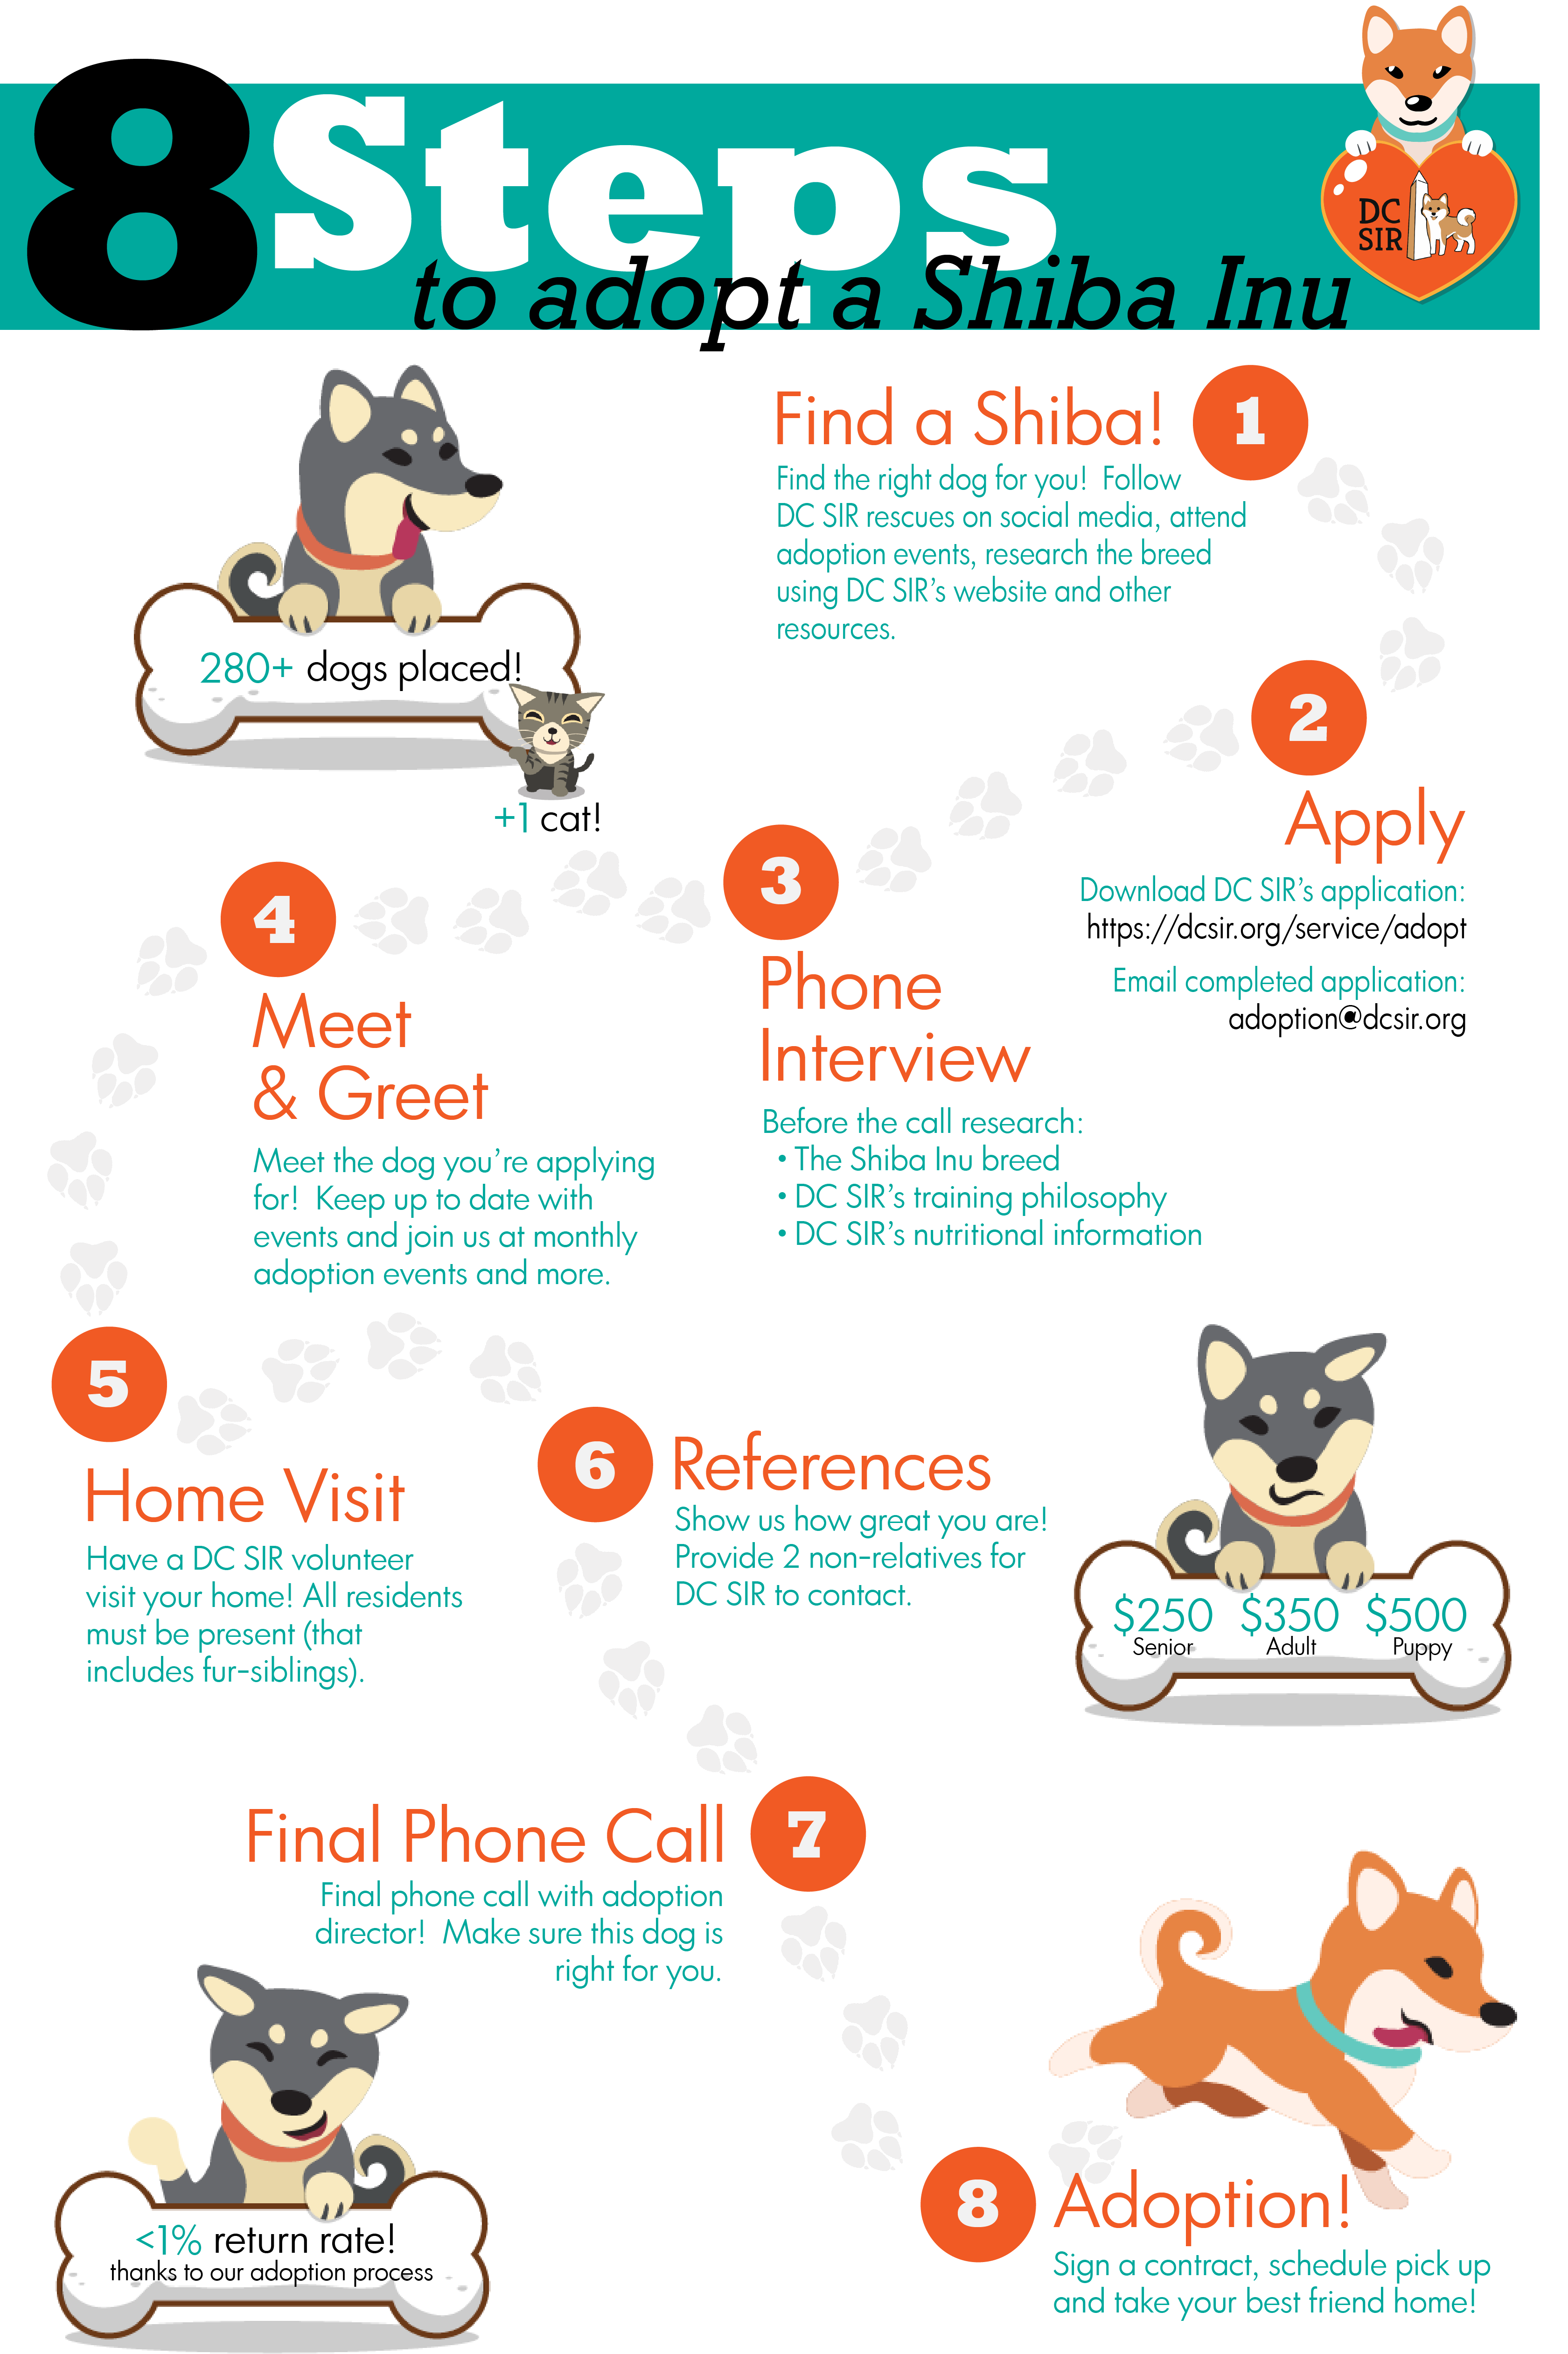 8 Steps
to adopt a Shiba Inu
DC
SIR
Find a Shiba!
1
Find the right dog for you!  Follow
DC SIR rescues on social media, attend
adoption events, research the breed
using DC SIR's website and other
resources.
280+ dogs placed!
+1 cat!
2
Apply
Download DC SIR's application:
https://dcsir.org/service/adopt
Email completed application:
adoption@dcsir.org
3
Phone
Interview
Before the call research:
• The Shiba Inu breed
• DC SIR's training philosophy
• DC SIR's nutritional information
4
Meet
& Greet
Meet the dog you're applying
for!  Keep up to date with
events and join us at monthly
adoption events and more.
5
Home Visit
Have a DC SIR volunteer
visit your home! All residents
must be present (that
includes fur-siblings).
6
References
Show us how great you are!
Provide 2 non-relatives for
DC SIR to contact.
$250 $350 $500
Senior Adult Puppy
7
Final Phone Call
Final phone call with adoption
director!  Make sure this dog is
right for you.
<1% return rate!
thanks to our adoption process
8
Adoption!
Sign a contract, schedule pick up
and take your best friend home!